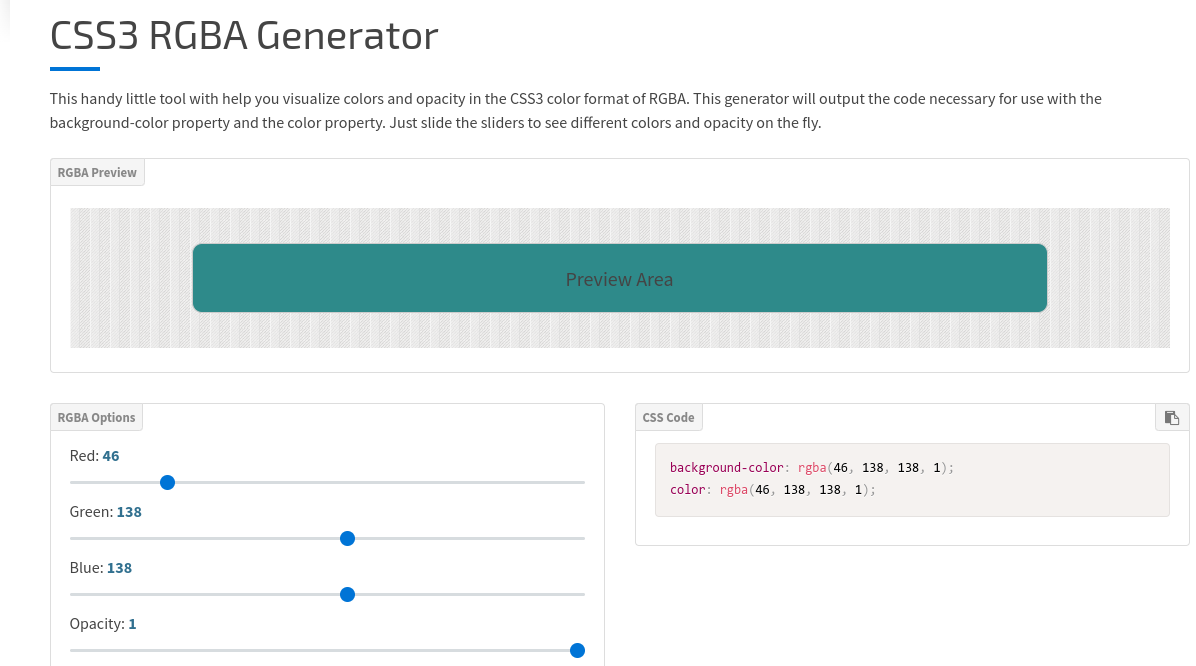 CSS3 RGBA Generator
This handy little tool with help you visualize colors and opacity in the CSS3 color format of RGBA. This generator will output the code necessary for use with the
background-color property and the color property. Just slide the sliders to see different colors and opacity on the fly.
RGBA Preview
Preview Area
RGBA Options
Red: 46
Green: 138
Blue: 138
Opacity: 1
CSS Code
background-color: rgba(46, 138, 138, 1);
color: rgba(46, 138, 138, 1);